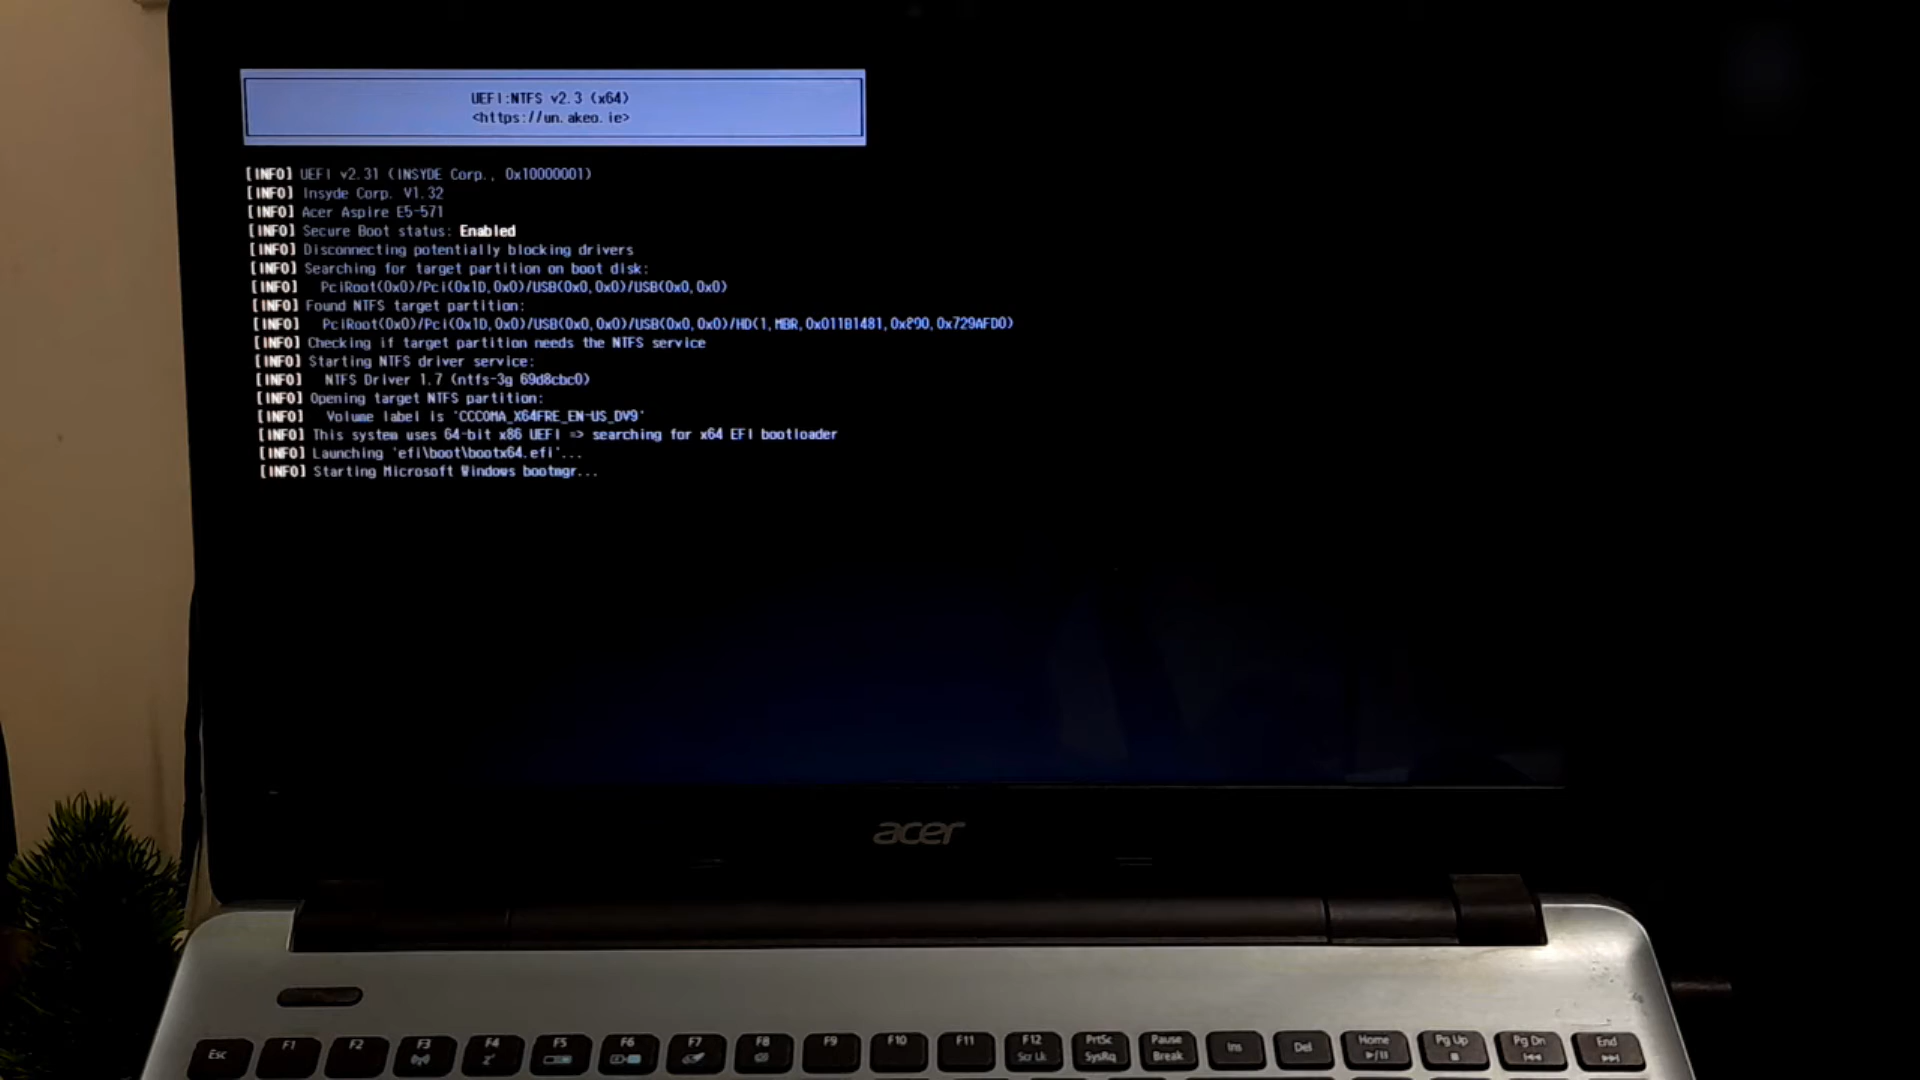 UEFI:NTFS v2.3 (x64)
<https://un.akeo.ie>
[INFO] UEFI v2.31 (INSYDE Corp., 0x10000001)
[INFO] Insyde Corp. V1.32
[INFO] Acer Aspire E5-571
[INFO] Secure Boot status: Enabled
[INFO] Disconnecting potentially blocking drivers
[INFO] Searching for target partition on boot disk:
[INFO] PciRoot(0x0)/Pci(0x1D,0x0)/USB(0x0,0x0)/USB(0x0,0x0)
[INFO] Found NTFS target partition:
[INFO] PciRoot(0x0)/Pci(0x1D,0x0)/USB(0x0,0x0)/USB(0x0,0x0)/HD(1,MBR,0x011B1481,0x800,0x729AFD0)
[INFO] Checking if target partition needs the NTFS service
[INFO] Starting NTFS driver service:
[INFO] NTFS Driver 1.7 (ntfs-3g 69d8cbc0)
[INFO] Opening target NTFS partition:
[INFO] Volume label is 'CCCOMA_X64FRE_EN-US_DV9'
[INFO] This system uses 64-bit x86 UEFI => searching for x64 EFI bootloader
[INFO] Launching 'efi\boot\bootx64.efi'...
[INFO] Starting Microsoft Windows bootmgr...
acer
Esc F1 F2 F3 F4 F5 F6 F7 F8 F9 F10 F11 F12 PrtSc Pause Ins Del Home Pg Up Pg Dn End
Scr Lk SysRq Break